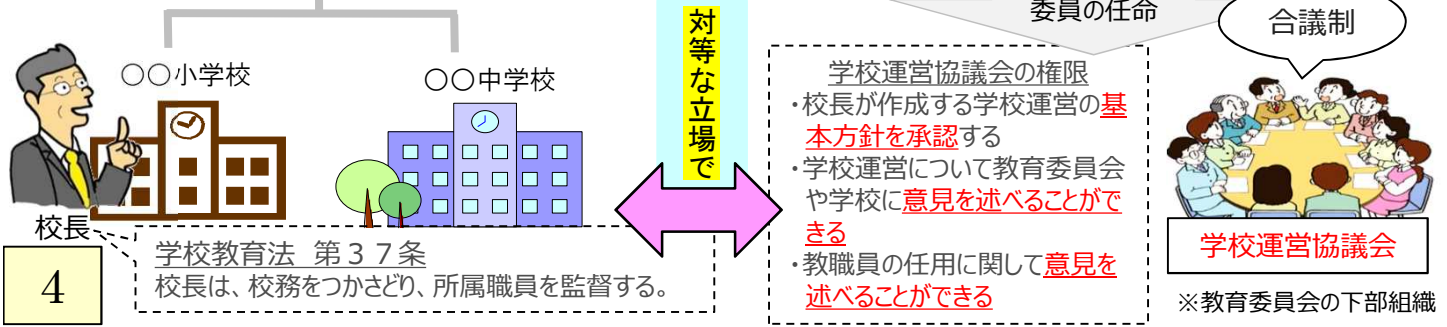 委員の任命
合議制
対等な立場で
〇〇小学校
〇〇中学校
校長
学校教育法 第37条
校長は、校務をつかさどり、所属職員を監督する。
4
学校運営協議会の権限
・校長が作成する学校運営の基
本方針を承認する
・学校運営について教育委員会
や学校に意見を述べることがで
きる
・教職員の任用に関して意見を
述べることができる
学校運営協議会
※教育委員会の下部組織